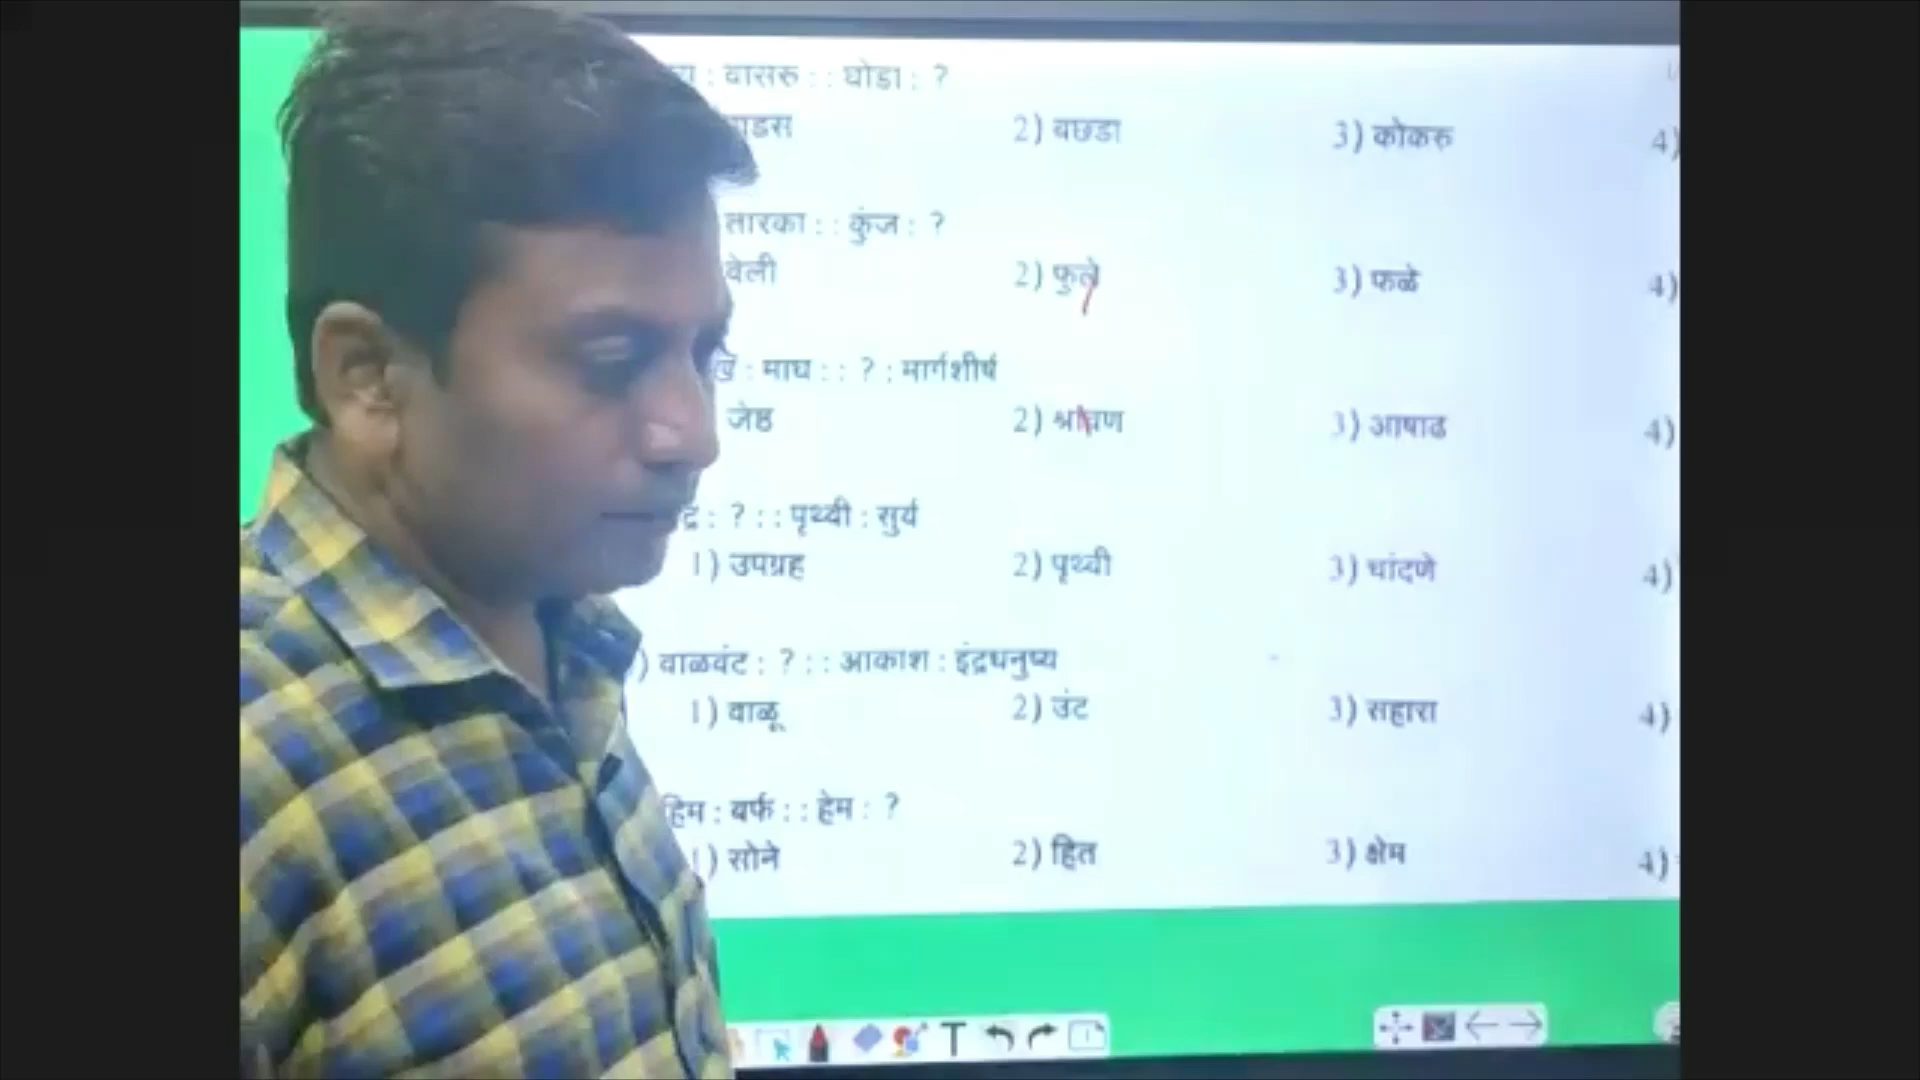 : वासरु : : घोडा : ?
2) बछडा 3) कोकरु 4)
तारका : : कुंज : ?
वेली 2) फुले 3) फळे 4)
: माघ : : ? : मार्गशीर्ष
जेष्ठ 2) श्रावण 3) आषाढ 4)
: ? : : पृथ्वी : सुर्य
1) उपग्रह 2) पृथ्वी 3) चांदणे 4)
) वाळवंट : ? : : आकाश : इंद्रधनुष्य
1) वाळू 2) उंट 3) सहारा 4)
हिम : बर्फ : : हेम : ?
1) सोने 2) हित 3) क्षेम 4)
T